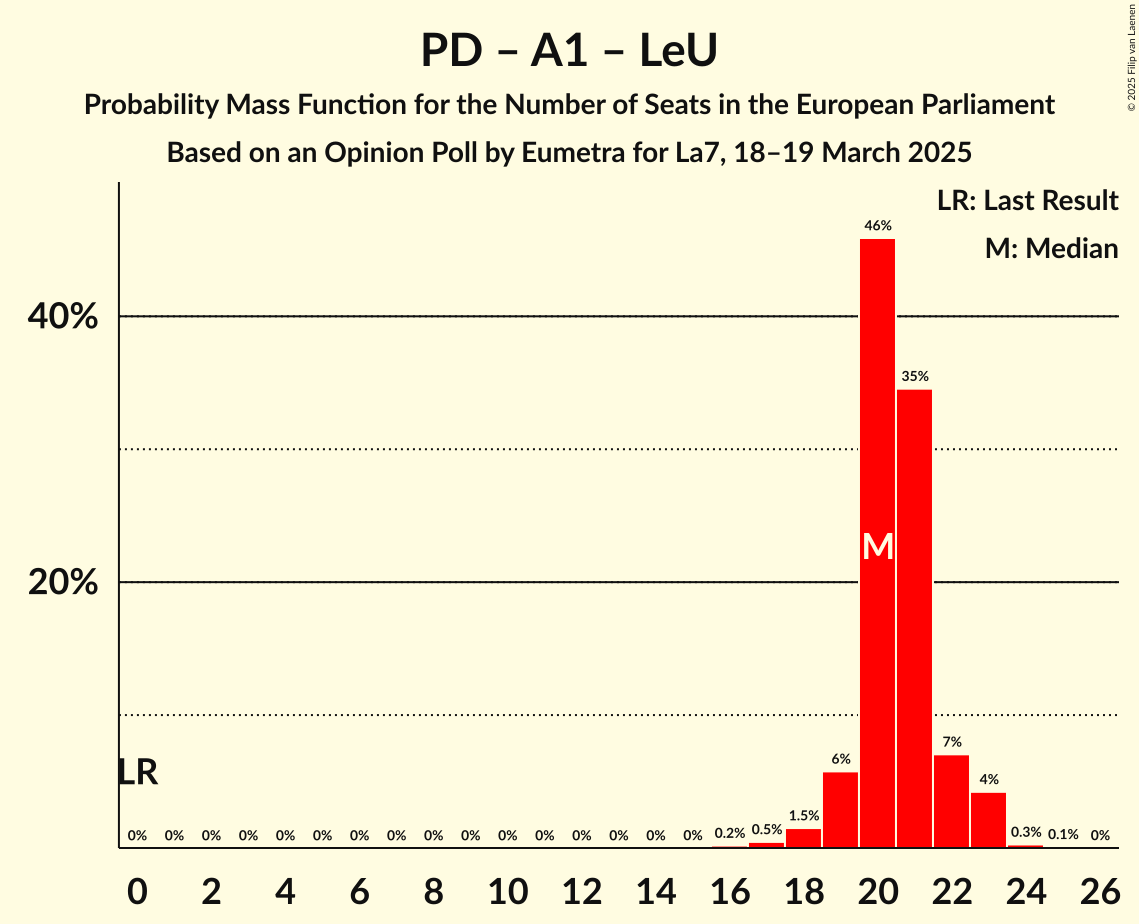 PD – A1 – LeU
Probability Mass Function for the Number of Seats in the European Parliament
Based on an Opinion Poll by Eumetra for La7, 18–19 March 2025
© 2025 Filip van Laenen
LR: Last Result
M: Median
40%
20%
46%
35%
M
LR
0% 0% 0% 0% 0% 0% 0% 0% 0% 0% 0% 0% 0% 0% 0% 0% 0.2% 0.5% 1.5% 6% 7% 4% 0.3% 0.1% 0%
0 2 4 6 8 10 12 14 16 18 20 22 24 26